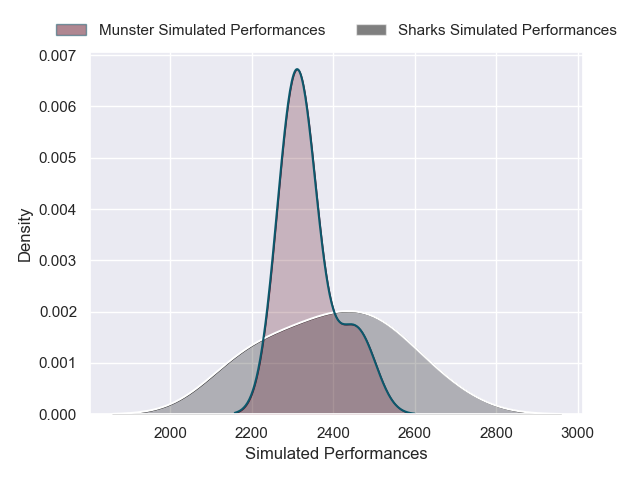 Munster Simulated Performances Sharks Simulated Performances
0.007
0.006
0.005
0.004
0.003
0.002
0.001
0.000
Density
2000 2200 2400 2600 2800 3000
Simulated Performances